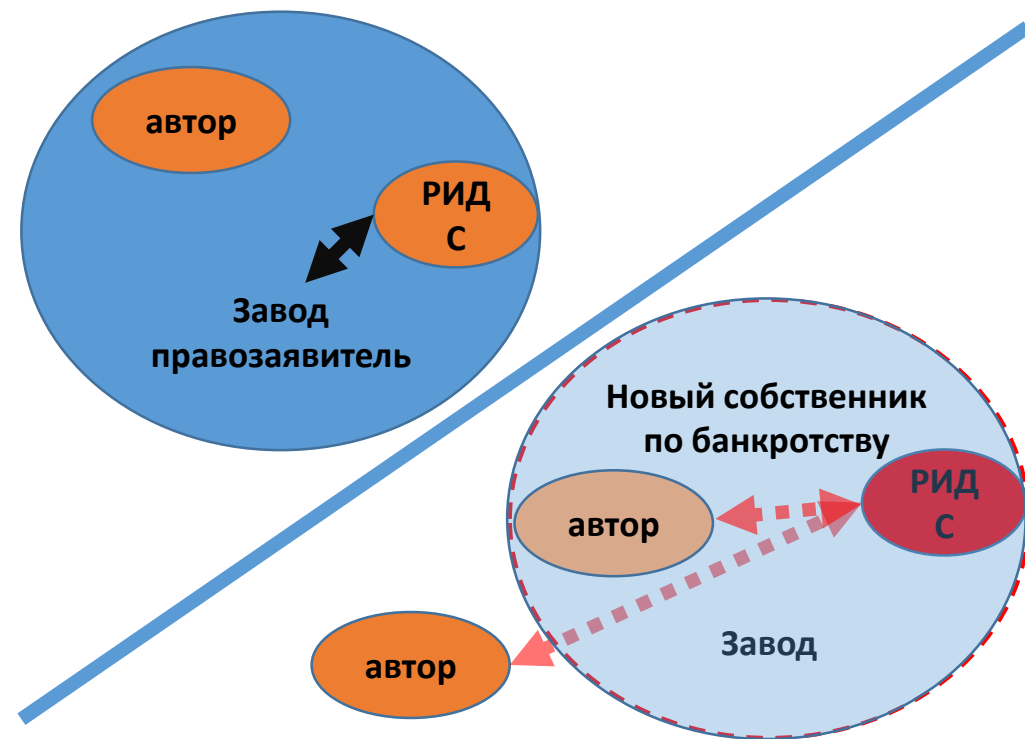 автор
РИД
С
Завод
правозаявитель
Новый собственник
по банкротству
РИД
С
автор
Завод
автор